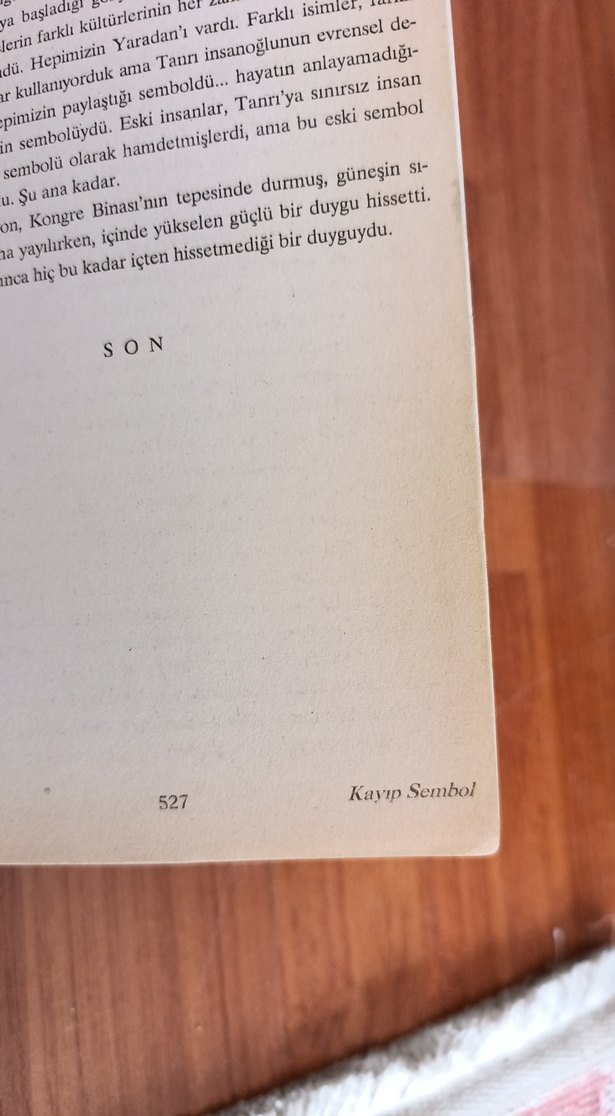 ya başladığı
lerin farklı kültürlerinin her
dü. Hepimizin Yaradan'ı vardı. Farklı isimler,
ar kullanıyorduk ama Tanrı insanoğlunun evrensel de-
epimizin paylaştığı semboldü... hayatın anlayamadığı-
in sembolüydü. Eski insanlar, Tanrı'ya sınırsız insan
sembolü olarak hamdetmişlerdi, ama bu eski sembol
u. Şu ana kadar.
on, Kongre Binası'nın tepesinde durmuş, güneşin sı-
na yayılırken, içinde yükselen güçlü bir duygu hissetti.
ınca hiç bu kadar içten hissetmediği bir duyguydu.
S O N
527
Kayıp Sembol